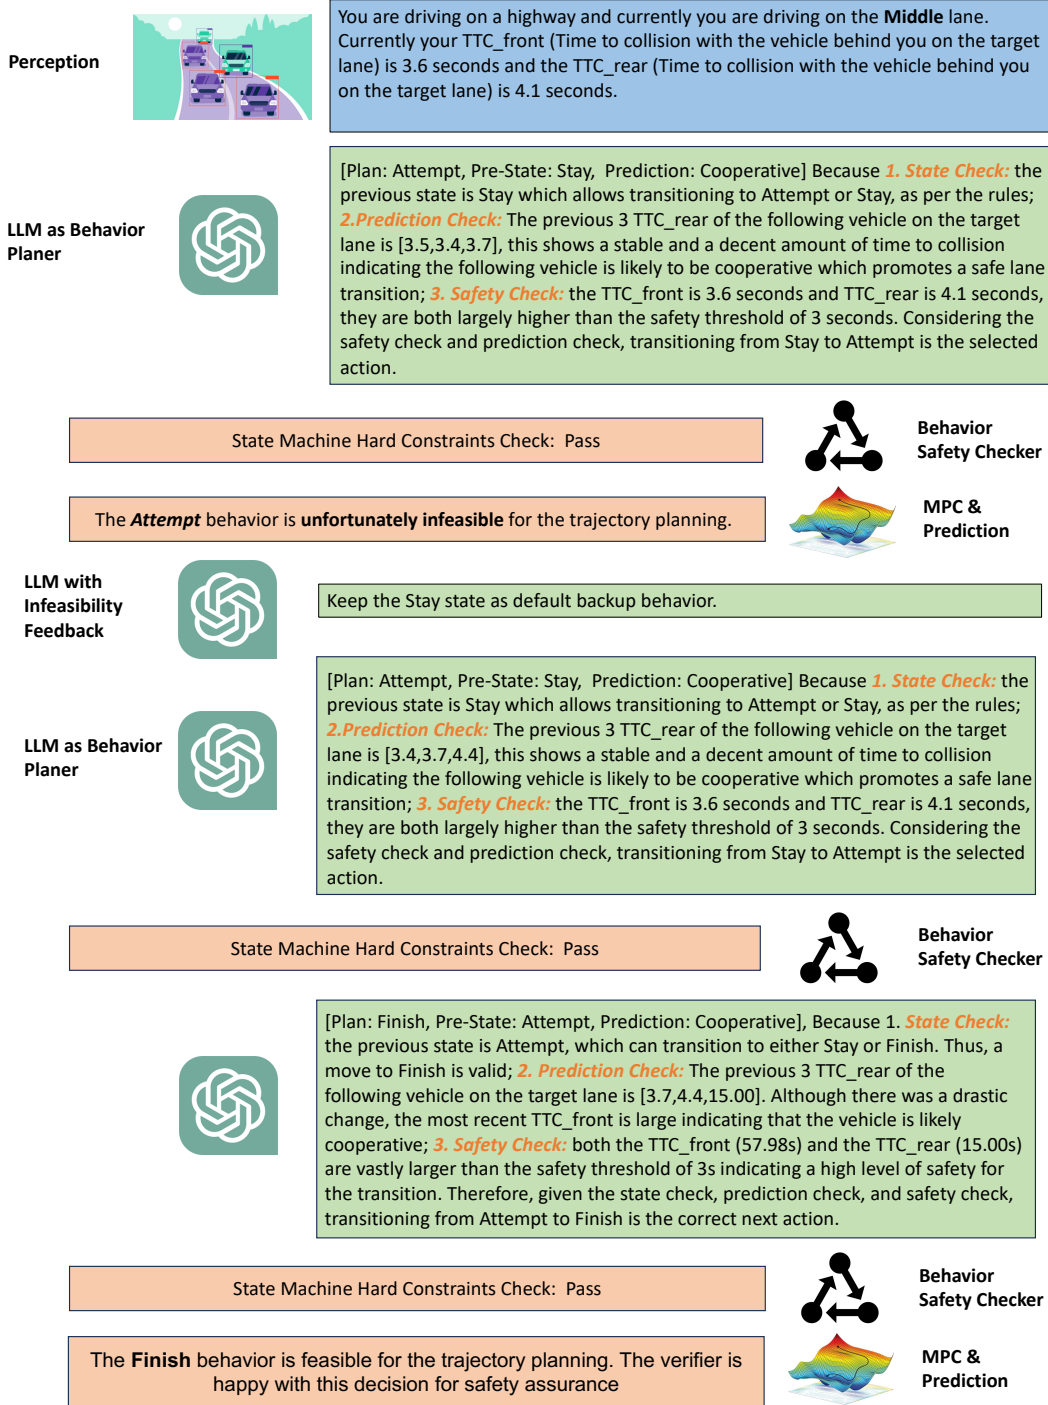 Perception
You are driving on a highway and currently you are driving on the Middle lane.
Currently your TTC_front (Time to collision with the vehicle behind you on the target
lane) is 3.6 seconds and the TTC_rear (Time to collision with the vehicle behind you
on the target lane) is 4.1 seconds.
LLM as Behavior
Planer
[Plan: Attempt, Pre-State: Stay, Prediction: Cooperative] Because 1. State Check: the
previous state is Stay which allows transitioning to Attempt or Stay, as per the rules;
2.Prediction Check: The previous 3 TTC_rear of the following vehicle on the target
lane is [3.5,3.4,3.7], this shows a stable and a decent amount of time to collision
indicating the following vehicle is likely to be cooperative which promotes a safe lane
transition; 3. Safety Check: the TTC_front is 3.6 seconds and TTC_rear is 4.1 seconds,
they are both largely higher than the safety threshold of 3 seconds. Considering the
safety check and prediction check, transitioning from Stay to Attempt is the selected
action.
State Machine Hard Constraints Check: Pass
Behavior
Safety Checker
The Attempt behavior is unfortunately infeasible for the trajectory planning.
MPC &
Prediction
LLM with
Infeasibility
Feedback
Keep the Stay state as default backup behavior.
LLM as Behavior
Planer
[Plan: Attempt, Pre-State: Stay, Prediction: Cooperative] Because 1. State Check: the
previous state is Stay which allows transitioning to Attempt or Stay, as per the rules;
2.Prediction Check: The previous 3 TTC_rear of the following vehicle on the target
lane is [3.4,3.7,4.4], this shows a stable and a decent amount of time to collision
indicating the following vehicle is likely to be cooperative which promotes a safe lane
transition; 3. Safety Check: the TTC_front is 3.6 seconds and TTC_rear is 4.1 seconds,
they are both largely higher than the safety threshold of 3 seconds. Considering the
safety check and prediction check, transitioning from Stay to Attempt is the selected
action.
State Machine Hard Constraints Check: Pass
Behavior
Safety Checker
[Plan: Finish, Pre-State: Attempt, Prediction: Cooperative], Because 1. State Check:
the previous state is Attempt, which can transition to either Stay or Finish. Thus, a
move to Finish is valid; 2. Prediction Check: The previous 3 TTC_rear of the
following vehicle on the target lane is [3.7,4.4,15.00]. Although there was a drastic
change, the most recent TTC_front is large indicating that the vehicle is likely
cooperative; 3. Safety Check: both the TTC_front (57.98s) and the TTC_rear (15.00s)
are vastly larger than the safety threshold of 3s indicating a high level of safety for
the transition. Therefore, given the state check, prediction check, and safety check,
transitioning from Attempt to Finish is the correct next action.
State Machine Hard Constraints Check: Pass
Behavior
Safety Checker
The Finish behavior is feasible for the trajectory planning. The verifier is
happy with this decision for safety assurance
MPC &
Prediction